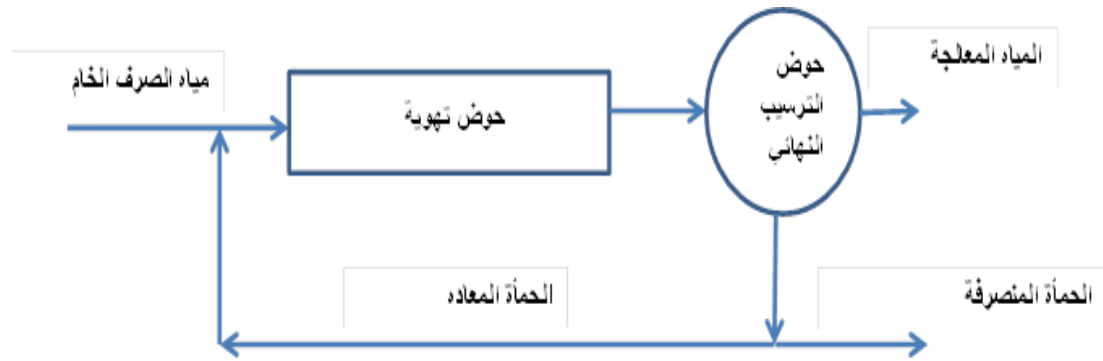 مياه الصرف الخام
حوض تهوية
حوض
الترسيب
النهائي
المياه المعالجة
الحمأة المعاده
الحمأة المنصرفة